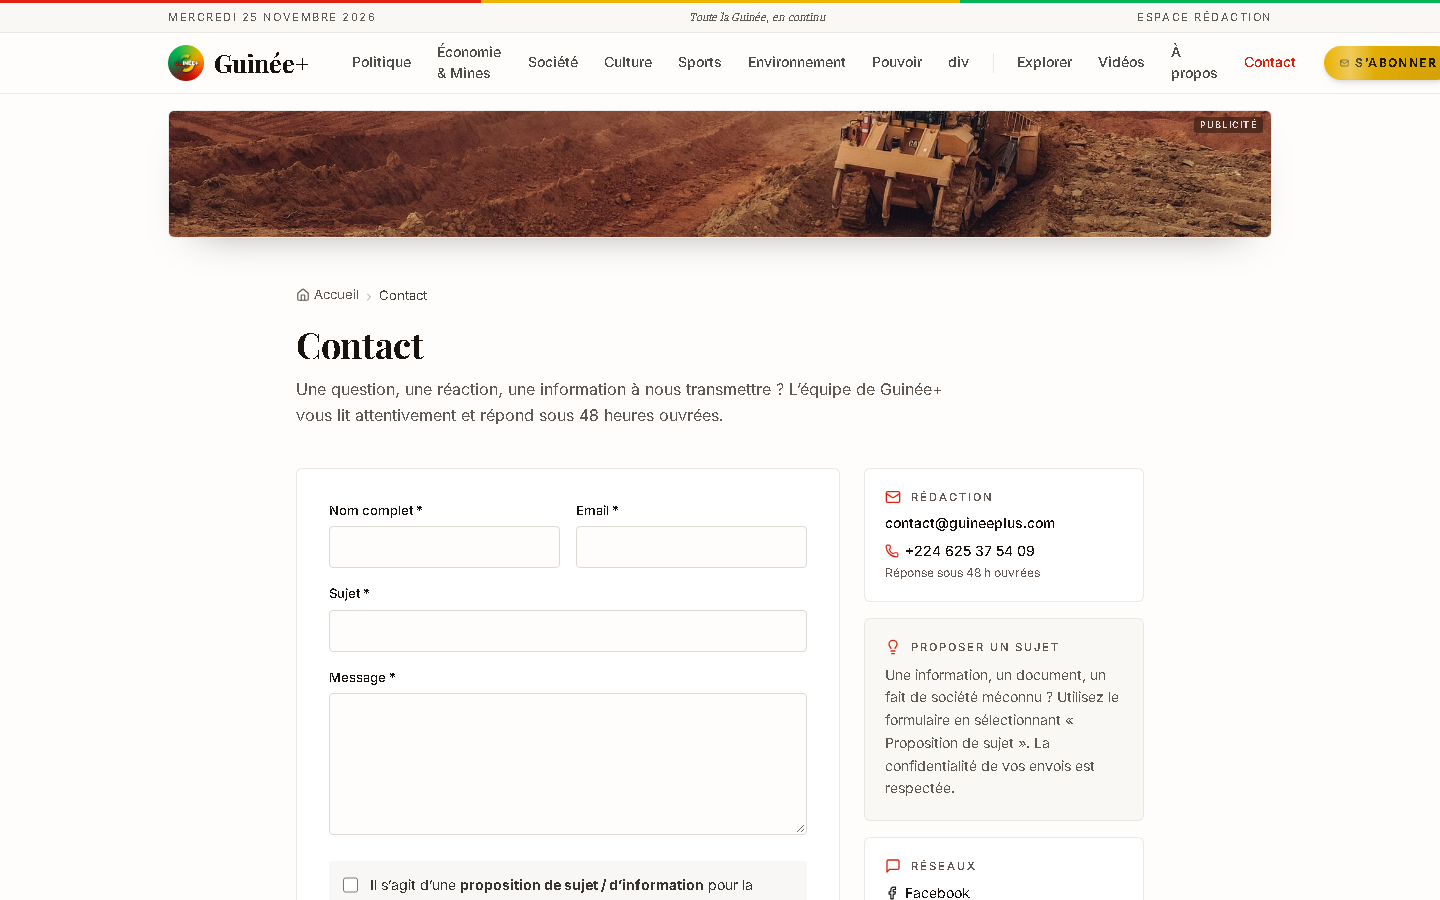 MERCREDI 25 NOVEMBRE 2026
Toute la Guinée, en continu
ESPACE RÉDACTION
Guinée+
Politique
Économie
& Mines
Société
Culture
Sports
Environnement
Pouvoir
div
Explorer
Vidéos
À
propos
Contact
S'ABONNER
PUBLICITÉ
Accueil › Contact
Contact
Une question, une réaction, une information à nous transmettre ? L’équipe de Guinée+
vous lit attentivement et répond sous 48 heures ouvrées.
Nom complet *
Email *
Sujet *
Message *
Il s’agit d’une proposition de sujet / d’information pour la
RÉDACTION
contact@guineeplus.com
+224 625 37 54 09
Réponse sous 48 h ouvrées
PROPOSER UN SUJET
Une information, un document, un
fait de société méconnu ? Utilisez le
formulaire en sélectionnant «
Proposition de sujet ». La
confidentialité de vos envois est
respectée.
RÉSEAUX
Facebook